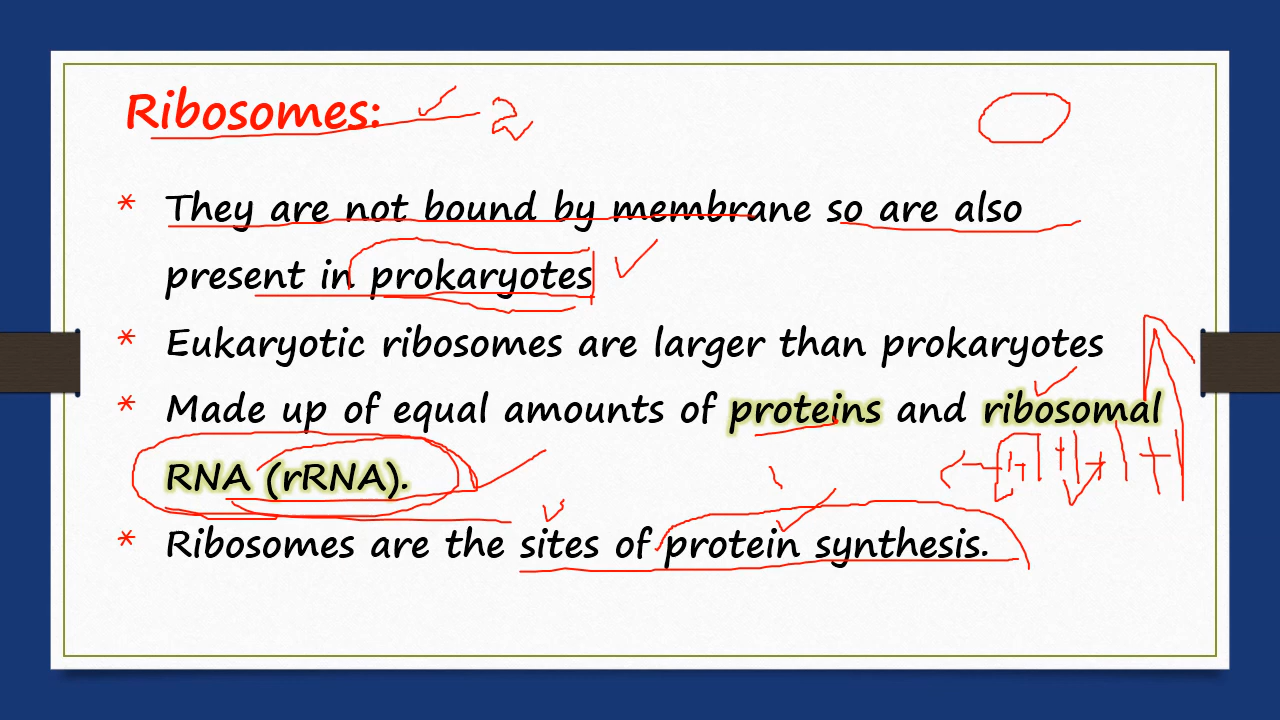 Ribosomes: 2
* They are not bound by membrane so are also
present in prokaryotes
* Eukaryotic ribosomes are larger than prokaryotes
* Made up of equal amounts of proteins and ribosomal
RNA (rRNA).
* Ribosomes are the sites of protein synthesis.